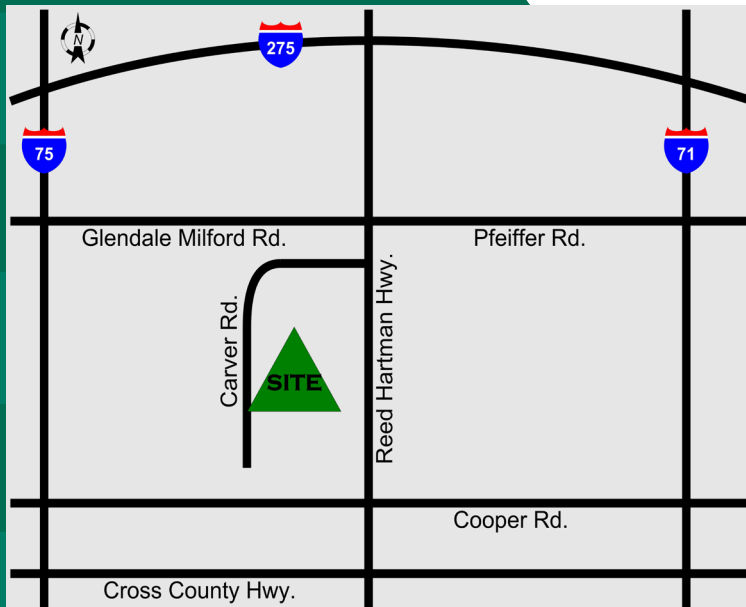 N
275
75
71
Glendale Milford Rd.
Pfeiffer Rd.
Carver Rd.
Reed Hartman Hwy.
SITE
Cooper Rd.
Cross County Hwy.